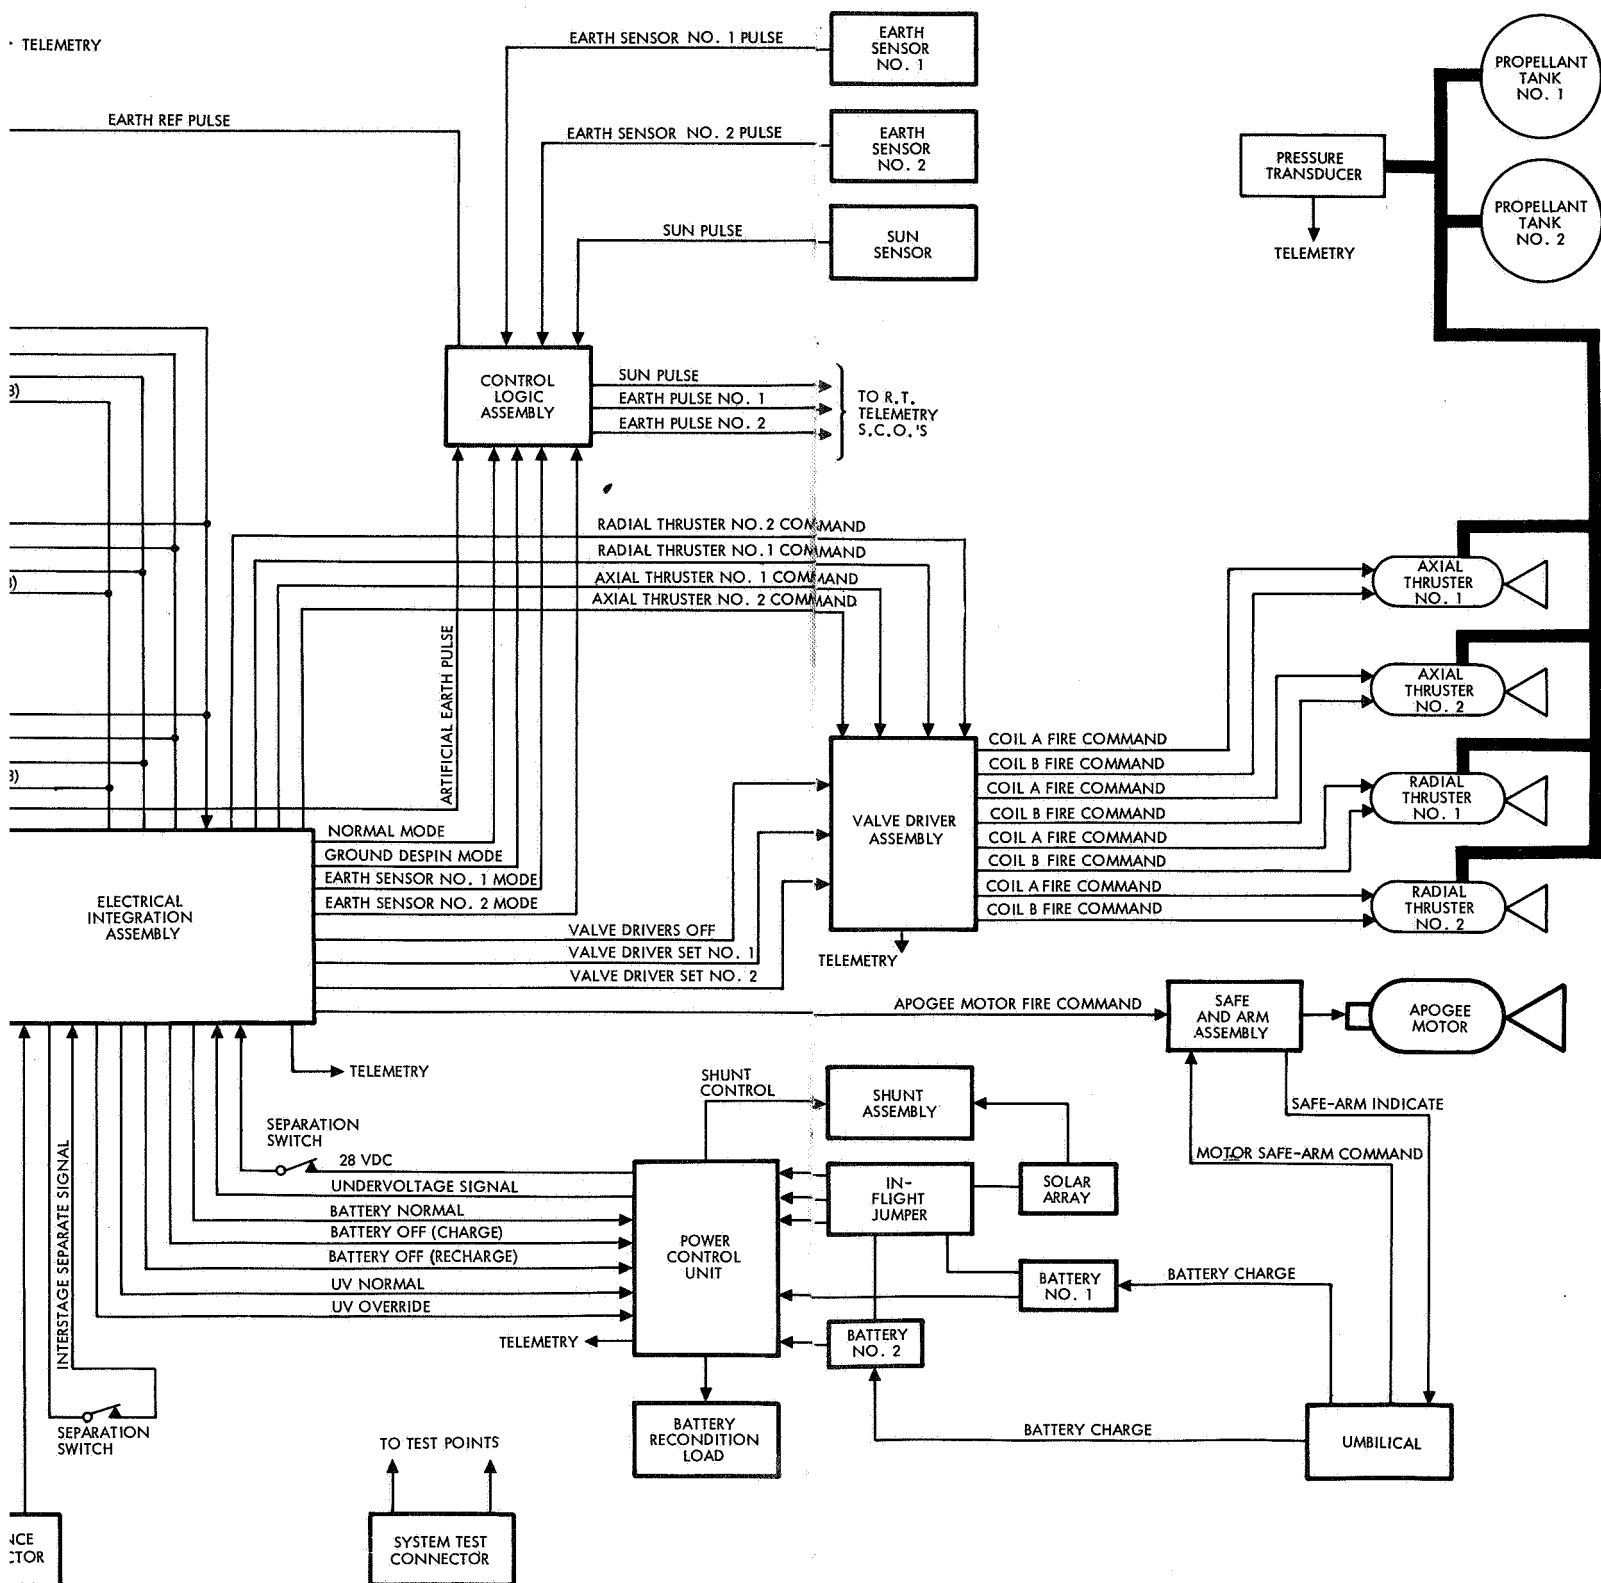 TELEMETRY
EARTH SENSOR NO. 1 PULSE
EARTH
SENSOR
NO. 1
PROPELLANT
TANK
NO. 1
EARTH REF PULSE
EARTH SENSOR NO. 2 PULSE
EARTH
SENSOR
NO. 2
PRESSURE
TRANSDUCER
TELEMETRY
PROPELLANT
TANK
NO. 2
SUN PULSE
SUN
SENSOR
3)
CONTROL
LOGIC
ASSEMBLY
SUN PULSE
EARTH PULSE NO. 1
EARTH PULSE NO. 2
TO R.T.
TELEMETRY
S.C.O.'S
RADIAL THRUSTER NO. 2 COMMAND
RADIAL THRUSTER NO. 1 COMMAND
AXIAL THRUSTER NO. 1 COMMAND
AXIAL THRUSTER NO. 2 COMMAND
3)
ARTIFICIAL EARTH PULSE
AXIAL
THRUSTER
NO. 1
AXIAL
THRUSTER
NO. 2
RADIAL
THRUSTER
NO. 1
RADIAL
THRUSTER
NO. 2
3)
VALVE DRIVER
ASSEMBLY
COIL A FIRE COMMAND
COIL B FIRE COMMAND
COIL A FIRE COMMAND
COIL B FIRE COMMAND
COIL A FIRE COMMAND
COIL B FIRE COMMAND
COIL A FIRE COMMAND
COIL B FIRE COMMAND
TELEMETRY
ELECTRICAL
INTEGRATION
ASSEMBLY
NORMAL MODE
GROUND DESPIN MODE
EARTH SENSOR NO. 1 MODE
EARTH SENSOR NO. 2 MODE
VALVE DRIVERS OFF
VALVE DRIVER SET NO. 1
VALVE DRIVER SET NO. 2
APOGEE MOTOR FIRE COMMAND
SAFE
AND ARM
ASSEMBLY
APOGEE
MOTOR
TELEMETRY
SHUNT
CONTROL
SHUNT
ASSEMBLY
SAFE-ARM INDICATE
MOTOR SAFE-ARM COMMAND
SEPARATION
SWITCH
28 VDC
UNDERVOLTAGE SIGNAL
BATTERY NORMAL
BATTERY OFF (CHARGE)
BATTERY OFF (RECHARGE)
UV NORMAL
UV OVERRIDE
TELEMETRY
INTERSTAGE SEPARATE SIGNAL
POWER
CONTROL
UNIT
IN-
FLIGHT
JUMPER
SOLAR
ARRAY
BATTERY
NO. 1
BATTERY CHARGE
BATTERY
NO. 2
SEPARATION
SWITCH
BATTERY
RECONDITION
LOAD
BATTERY CHARGE
UMBILICAL
TO TEST POINTS
SYSTEM TEST
CONNECTOR
NCE
CTOR